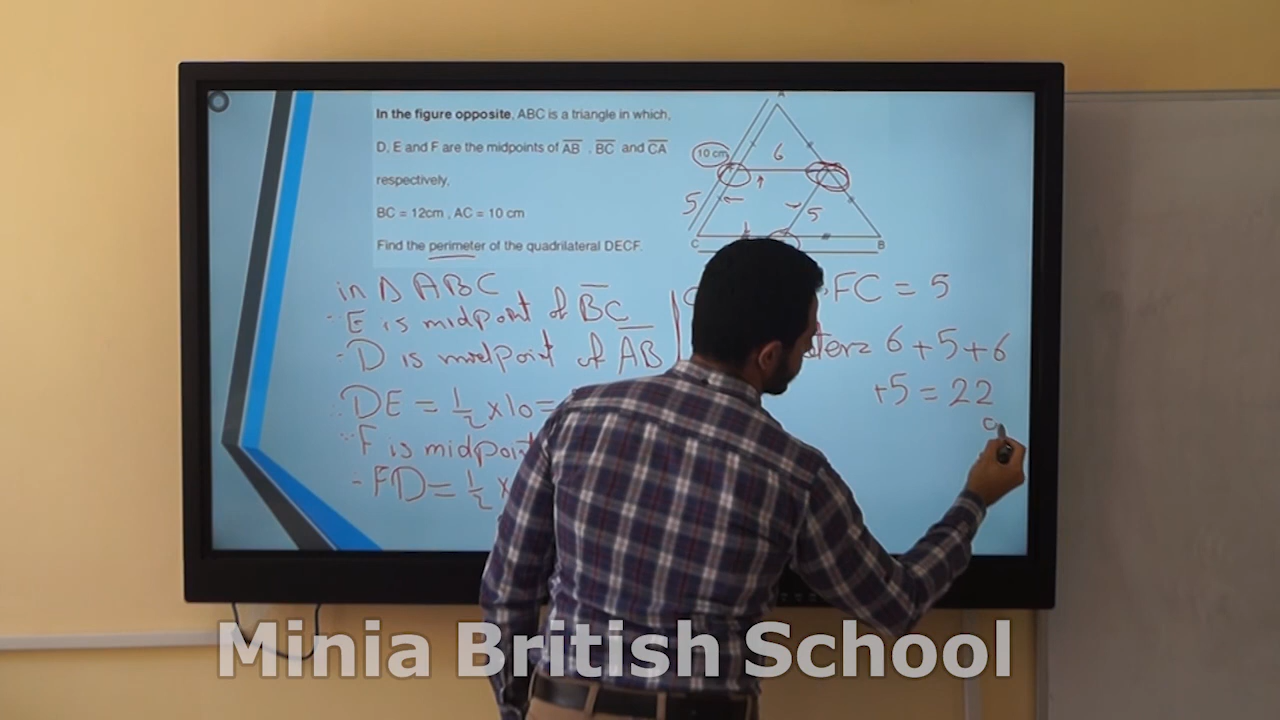 In the figure opposite, ABC is a triangle in which,
D, E and F are the midpoints of AB , BC and CA
respectively,
BC = 12cm , AC = 10 cm
Find the perimeter of the quadrilateral DECF.
A
10 cm
6
5
5
C
B
in Δ ABC
∵ E is midpoint of BC
∵ D is midpoint of AB
∴ DE = 1/2 x 10 =
∵ F is midpoint
∴ FD = 1/2 x
FC = 5
6 + 5 + 6
+ 5 = 22
Minia British School